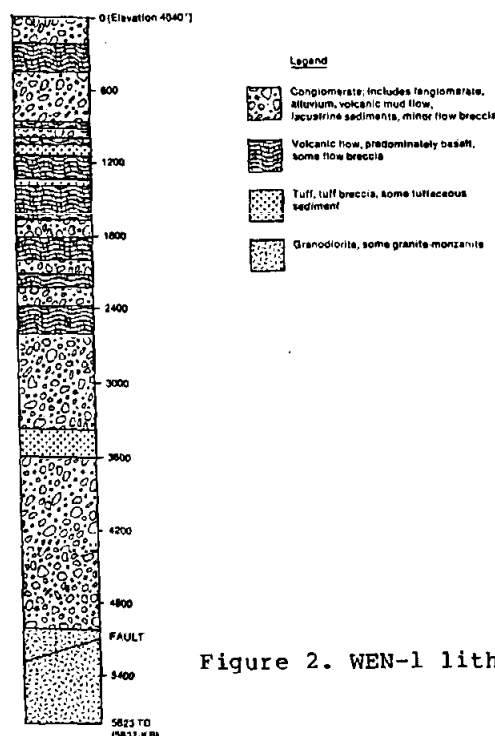 0 (Elevation 4040')
600
1200
1800
2400
3000
3600
4200
4800
FAULT
5400
5823 TD
(5837 KB)
Legend
Conglomerate; includes fanglomerate,
alluvium, volcanic mud flow,
lacustrine sediments, minor flow breccia
Volcanic flow, predominately basalt,
some flow breccia
Tuff, tuff breccia, some tuffaceous
sediment
Granodiorite, some granite-monzanite
Figure 2. WEN-1 lith